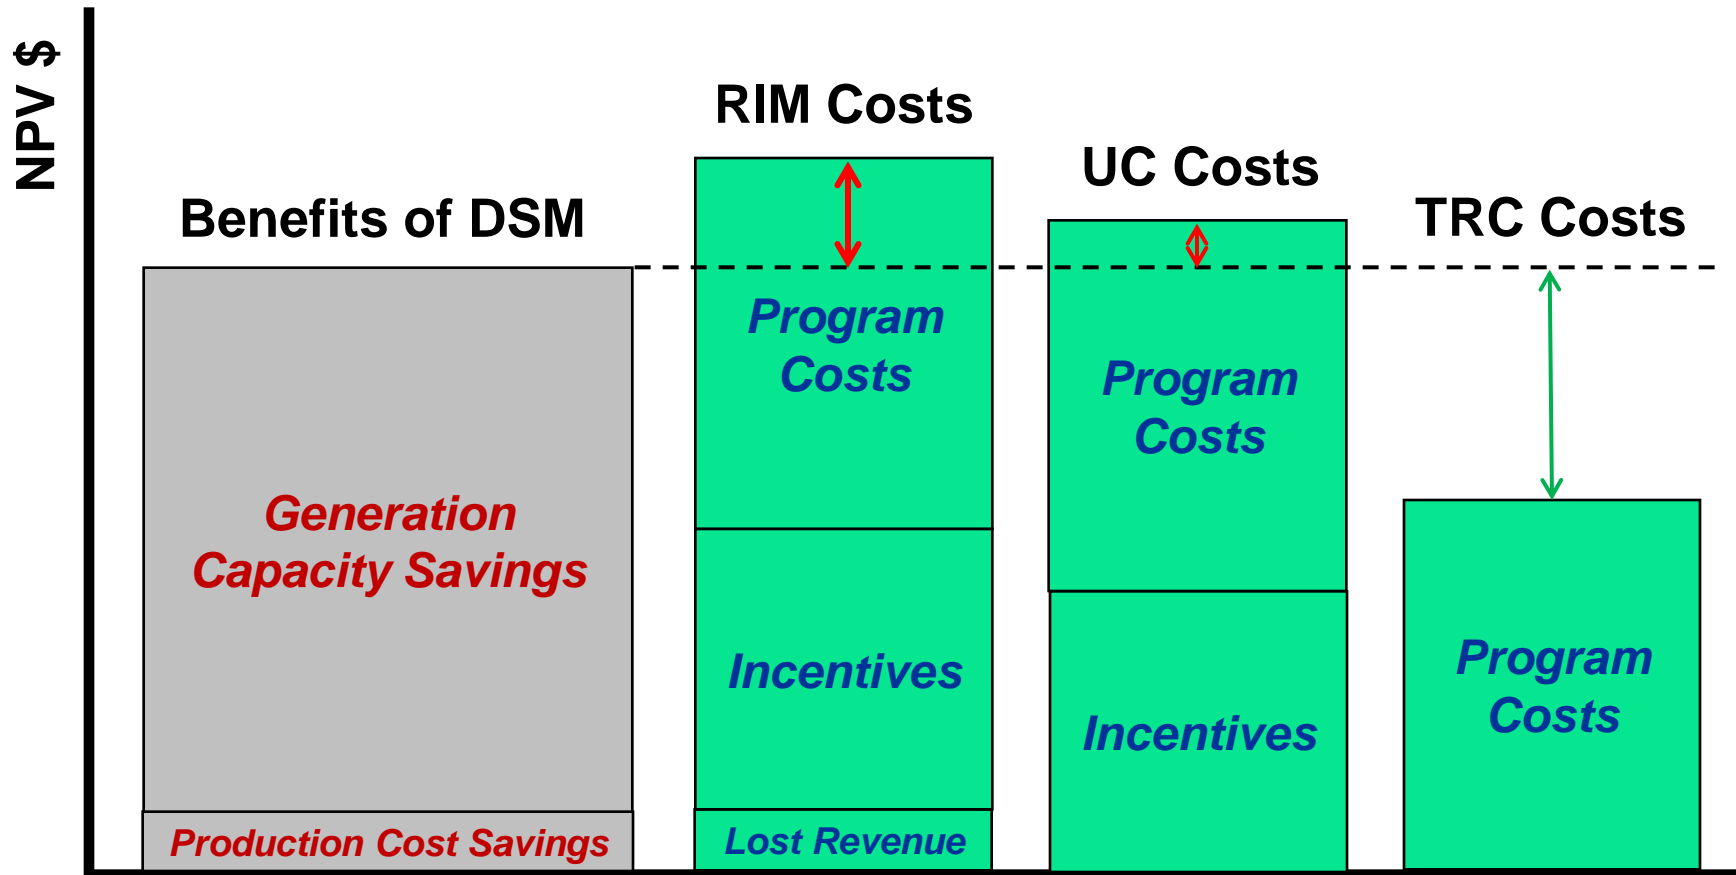 NPV $
Benefits of DSM
Generation
Capacity Savings
Production Cost Savings
RIM Costs
Program
Costs
Incentives
Lost Revenue
UC Costs
Program
Costs
Incentives
TRC Costs
Program
Costs